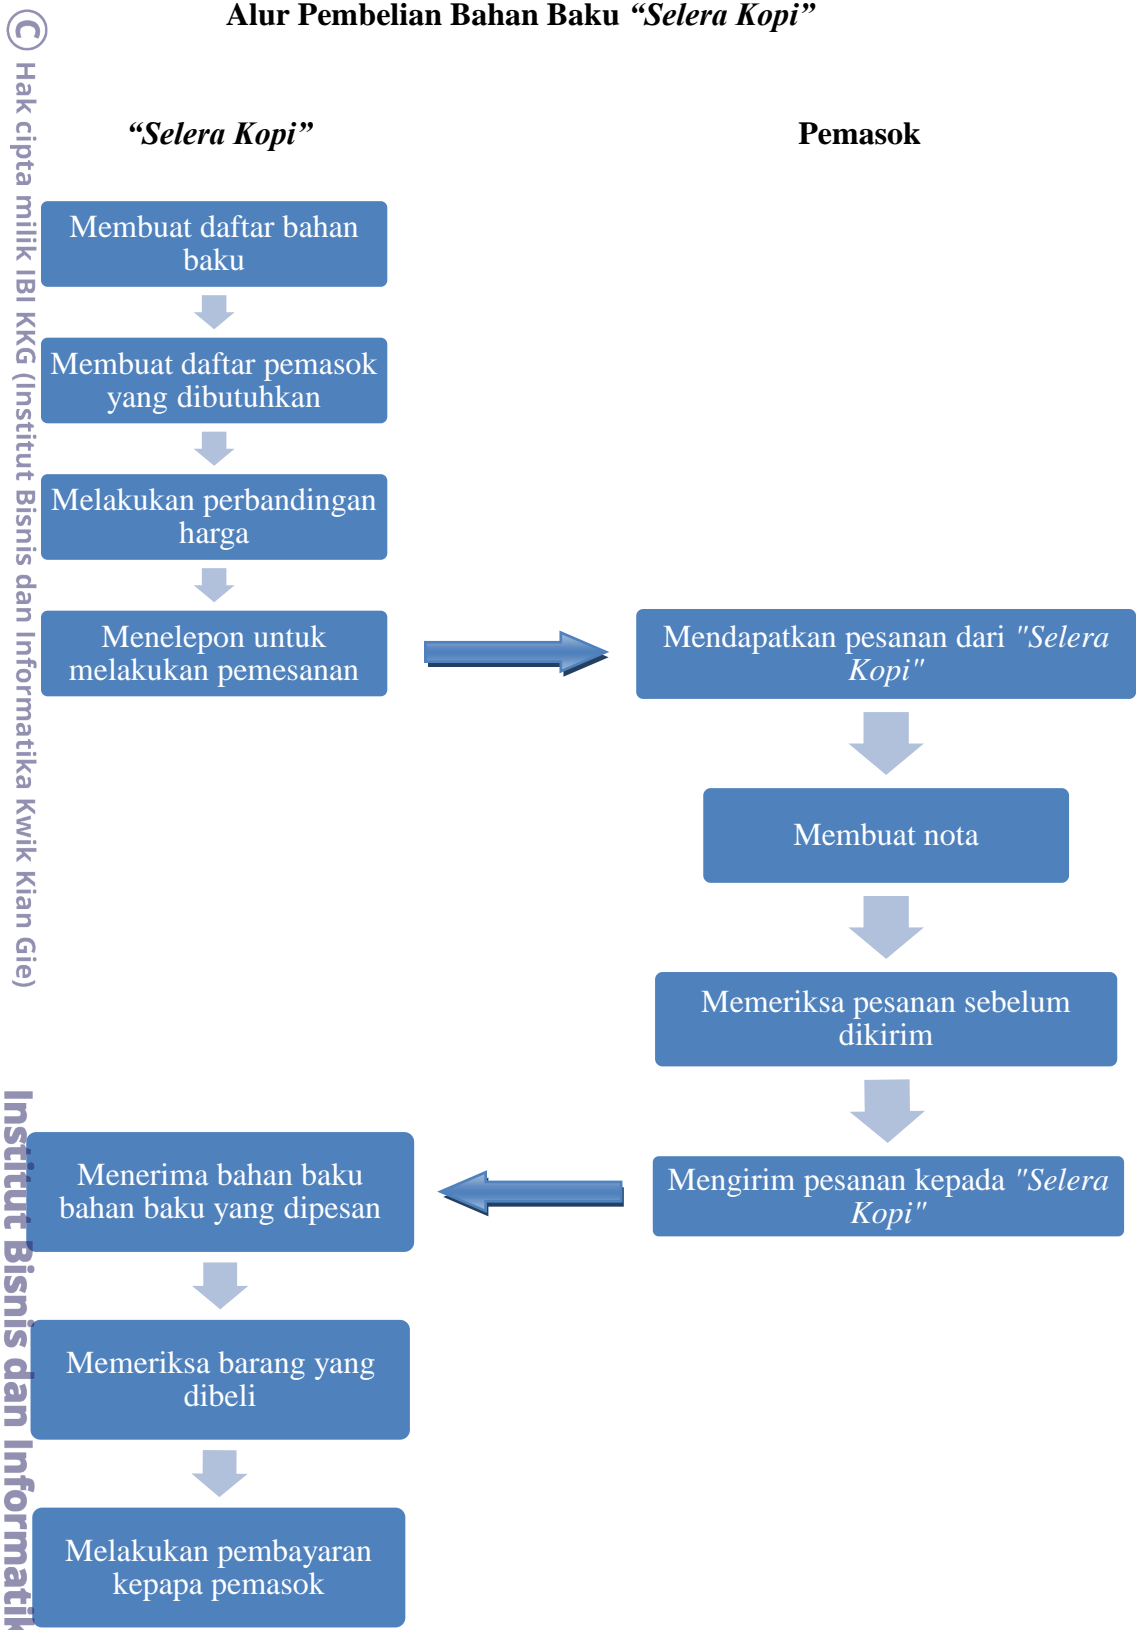 Alur Pembelian Bahan Baku “Selera Kopi”
“Selera Kopi”
Pemasok
Membuat daftar bahan
baku
Membuat daftar pemasok
yang dibutuhkan
Melakukan perbandingan
harga
Menelepon untuk
melakukan pemesanan
Mendapatkan pesanan dari "Selera
Kopi"
Membuat nota
Memeriksa pesanan sebelum
dikirim
Mengirim pesanan kepada "Selera
Kopi"
Menerima bahan baku
bahan baku yang dipesan
Memeriksa barang yang
dibeli
Melakukan pembayaran
kepapa pemasok
© Hak cipta milik IBI KKG (Institut Bisnis dan Informatika Kwik Kian Gie)
Institut Bisnis dan Informatik